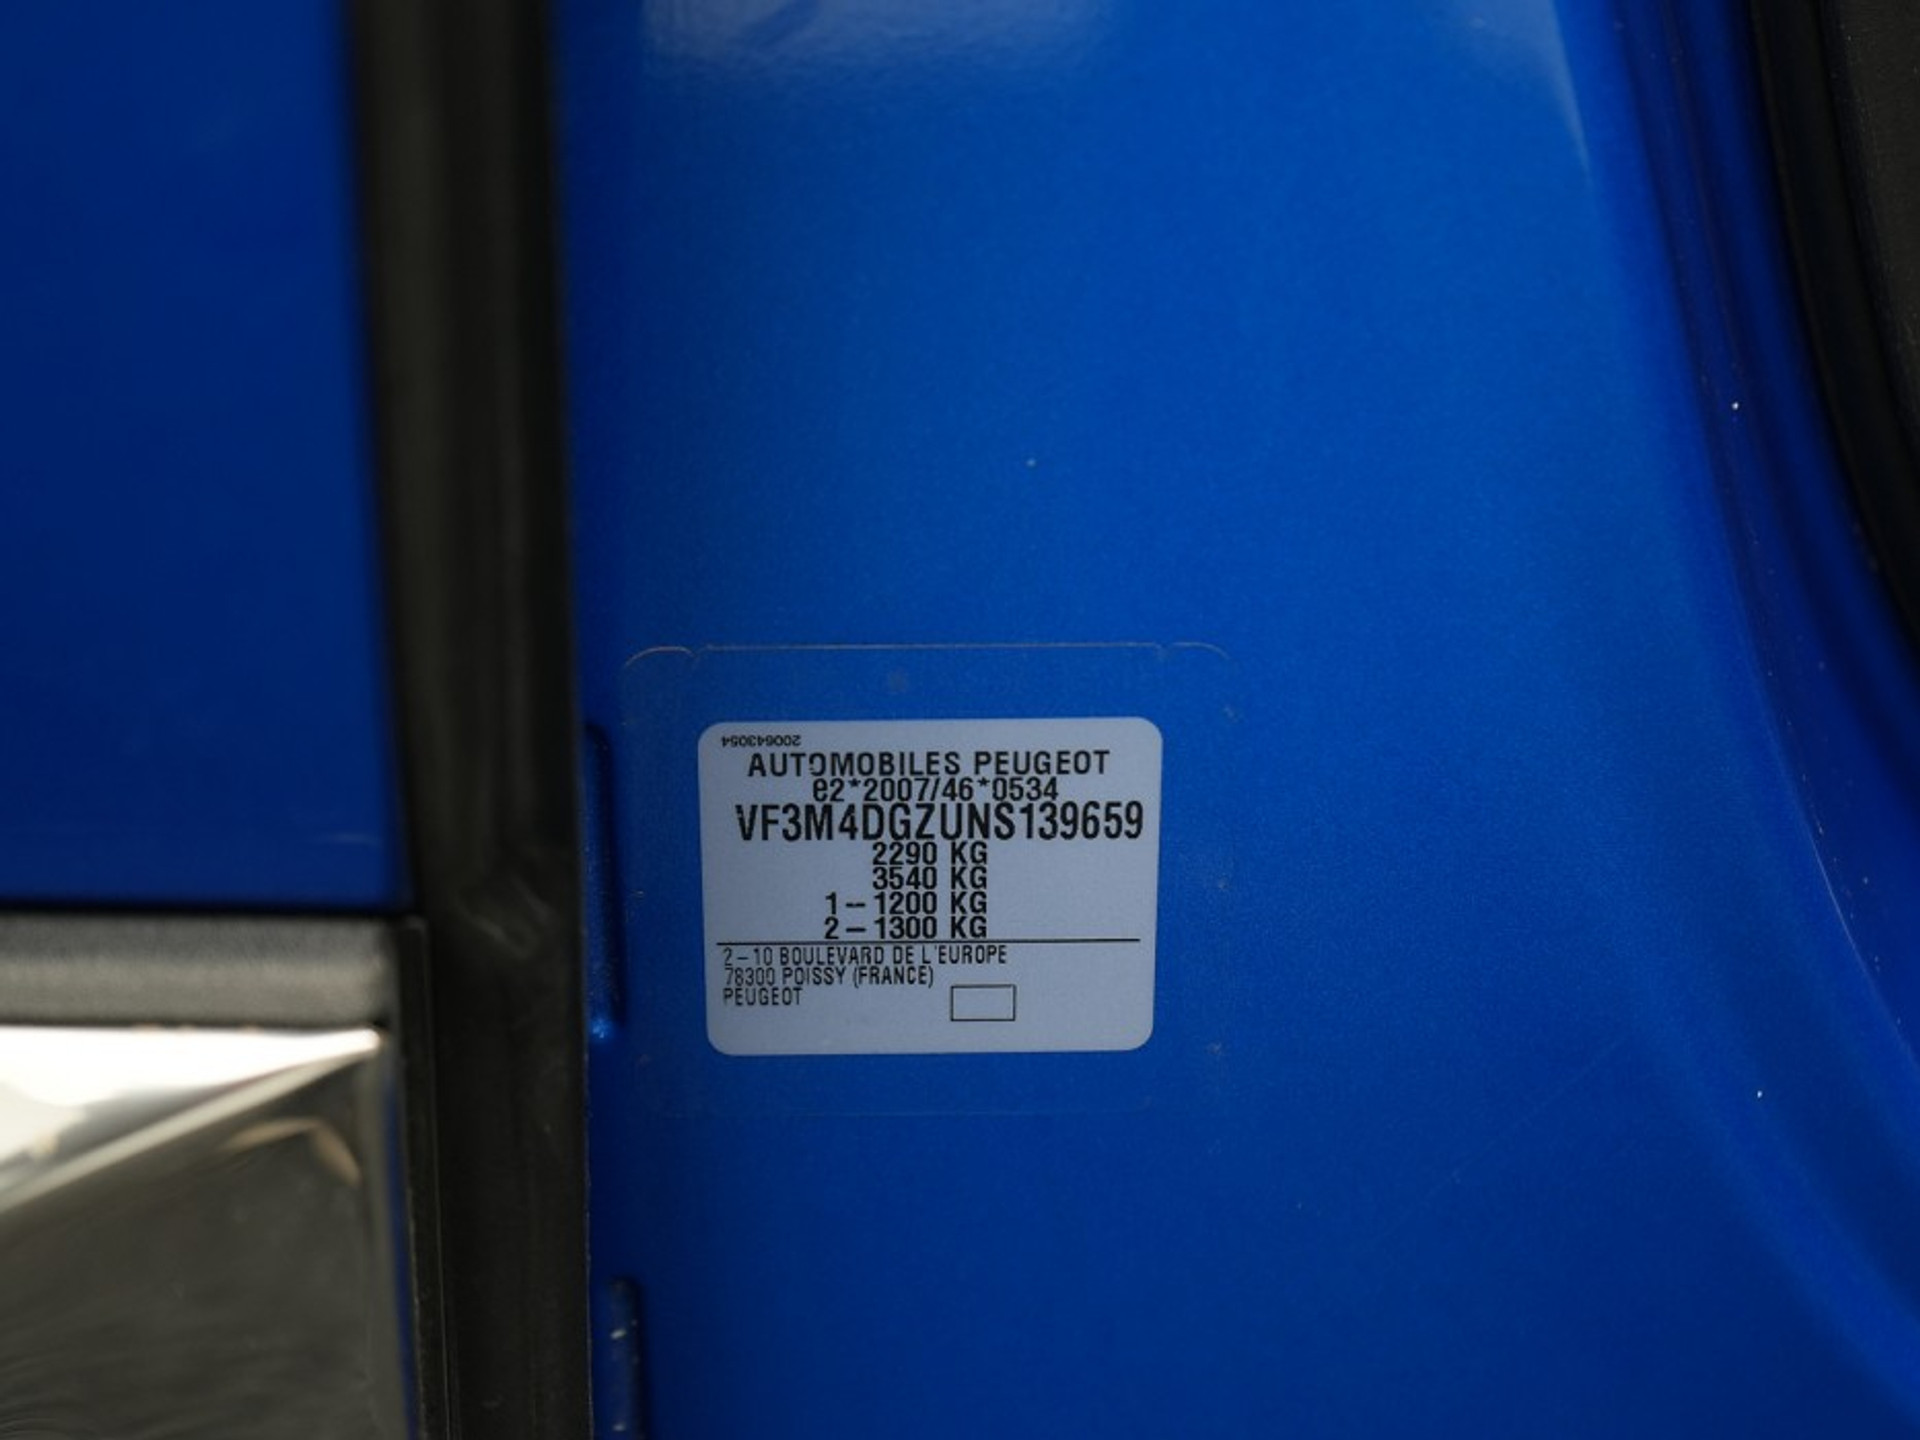 200643054
AUTOMOBILES PEUGEOT
e2*2007/46*0534
VF3M4DGZUNS139659
2290 KG
3540 KG
1-- 1200 KG
2 - 1300 KG
2 - 10 BOULEVARD DE L'EUROPE
78300 POISSY (FRANCE)
PEUGEOT